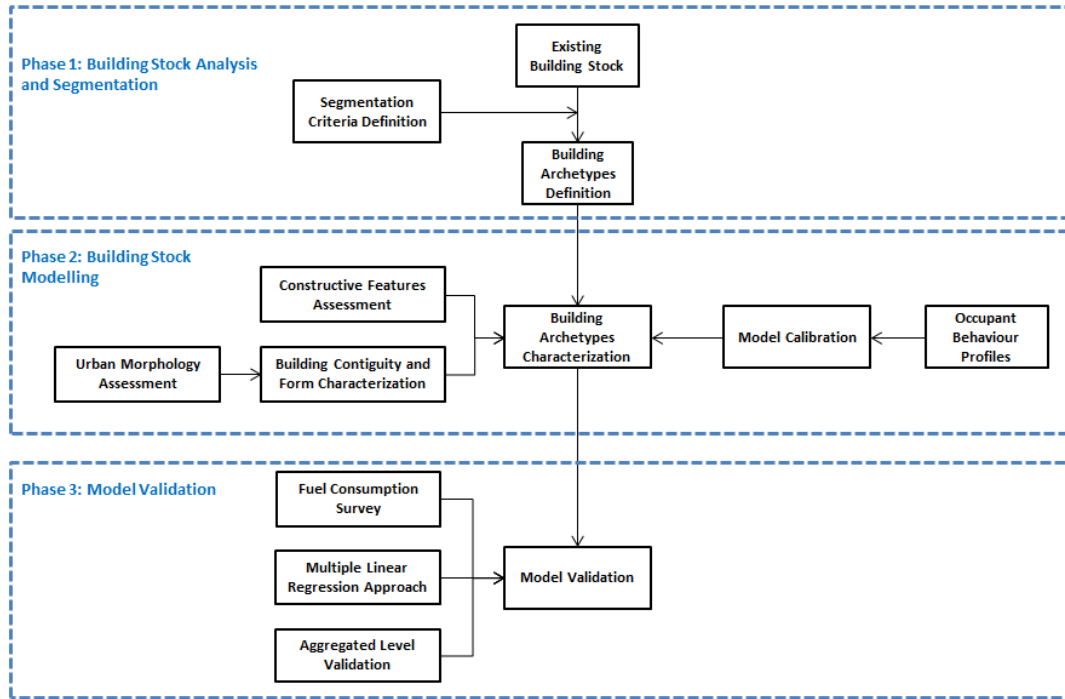 Phase 1: Building Stock Analysis
and Segmentation
Existing
Building Stock
Segmentation
Criteria Definition
Building
Archetypes
Definition
Phase 2: Building Stock
Modelling
Constructive Features
Assessment
Urban Morphology
Assessment
Building Contiguity and
Form Characterization
Building
Archetypes
Characterization
Model Calibration
Occupant
Behaviour
Profiles
Phase 3: Model Validation
Fuel Consumption
Survey
Multiple Linear
Regression Approach
Aggregated Level
Validation
Model Validation